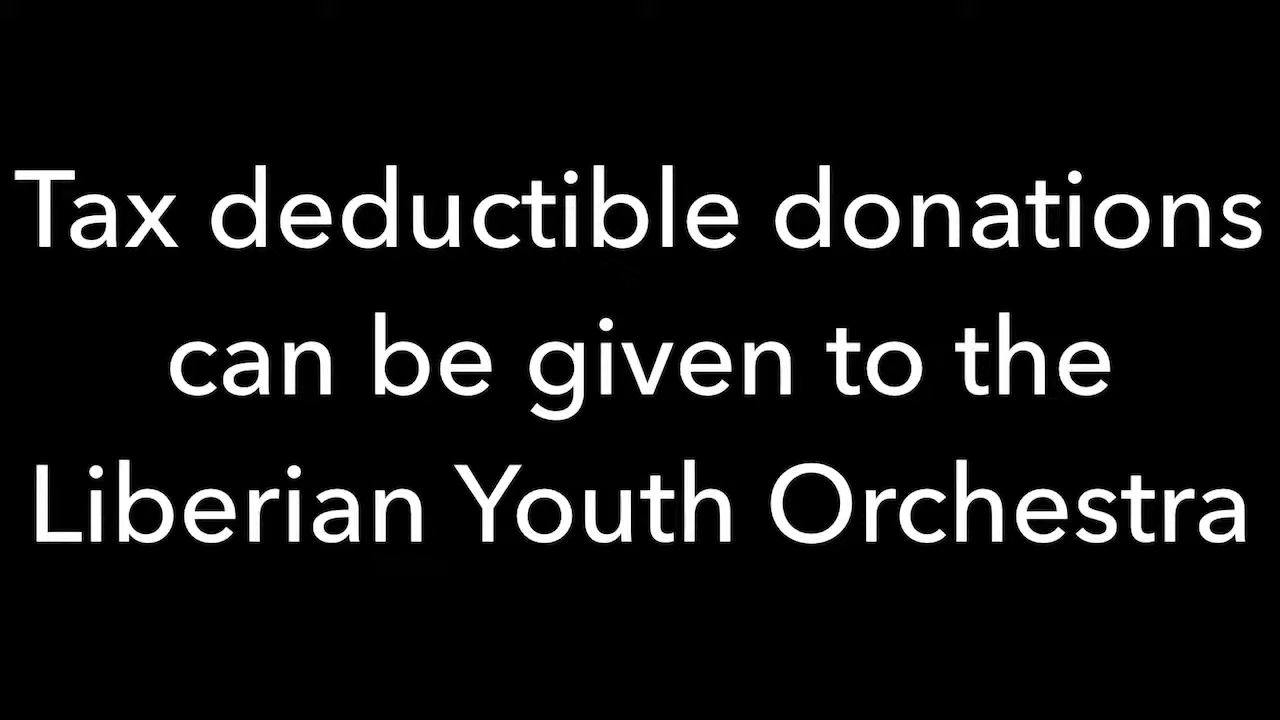 Tax deductible donations
can be given to the
Liberian Youth Orchestra